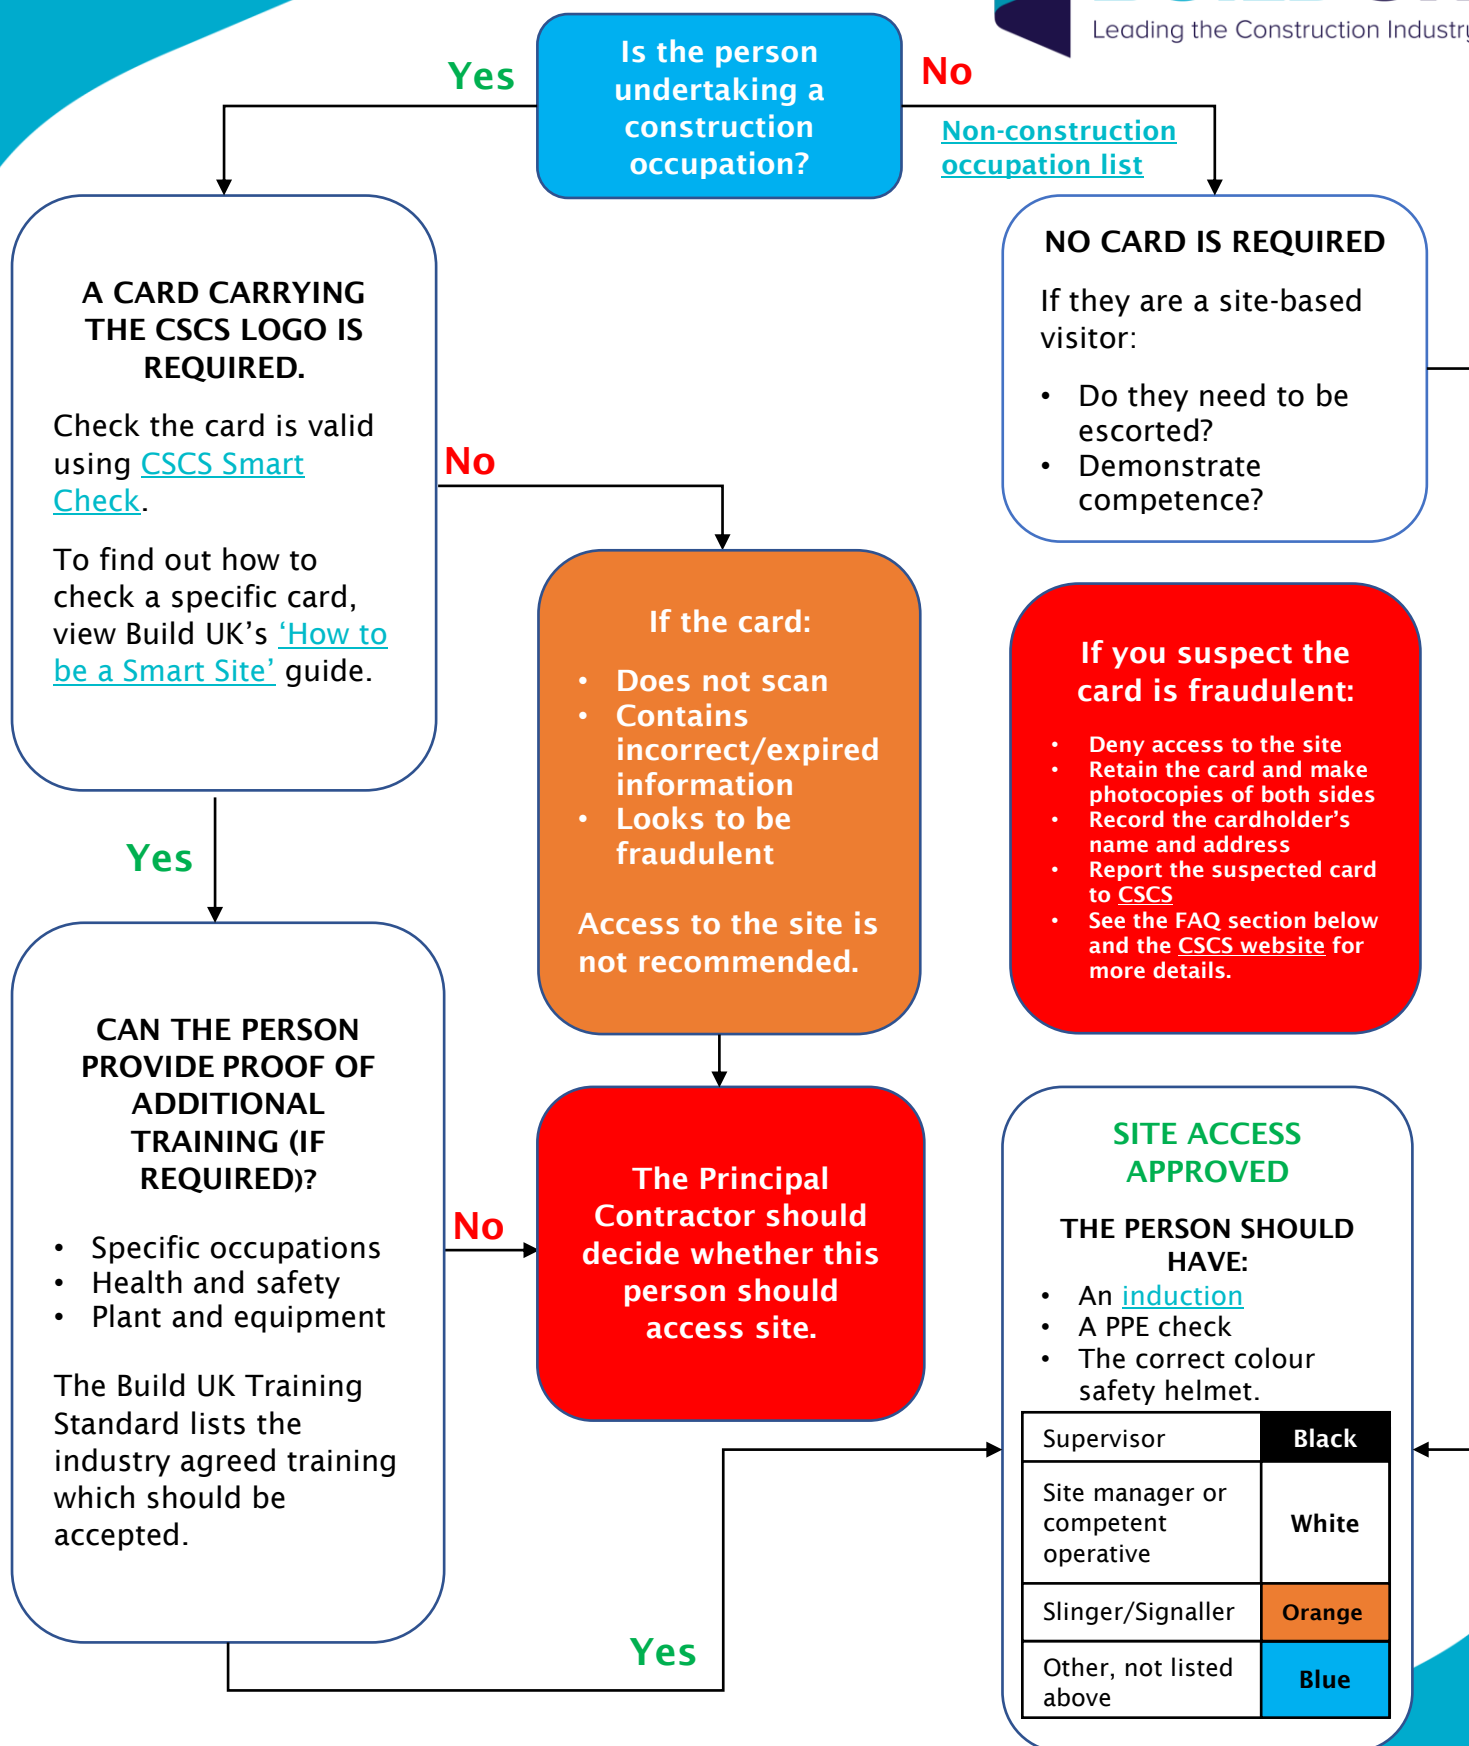 Leading the Construction Industry
Is the person
undertaking a
construction
occupation?
Yes
No
Non-construction
occupation list
A CARD CARRYING
THE CSCS LOGO IS
REQUIRED.
Check the card is valid
using CSCS Smart
Check.
To find out how to
check a specific card,
view Build UK’s ‘How to
be a Smart Site’ guide.
NO CARD IS REQUIRED
If they are a site-based
visitor:
• Do they need to be
escorted?
• Demonstrate
competence?
No
If the card:
• Does not scan
• Contains
incorrect/expired
information
• Looks to be
fraudulent
Access to the site is
not recommended.
If you suspect the
card is fraudulent:
• Deny access to the site
• Retain the card and make
photocopies of both sides
• Record the cardholder’s
name and address
• Report the suspected card
to CSCS
• See the FAQ section below
and the CSCS website for
more details.
Yes
CAN THE PERSON
PROVIDE PROOF OF
ADDITIONAL
TRAINING (IF
REQUIRED)?
• Specific occupations
• Health and safety
• Plant and equipment
The Build UK Training
Standard lists the
industry agreed training
which should be
accepted.
No
The Principal
Contractor should
decide whether this
person should
access site.
Yes
SITE ACCESS
APPROVED
THE PERSON SHOULD
HAVE:
• An induction
• A PPE check
• The correct colour
safety helmet.
Supervisor Black
Site manager or
competent
operative
White
Slinger/Signaller Orange
Other, not listed
above
Blue